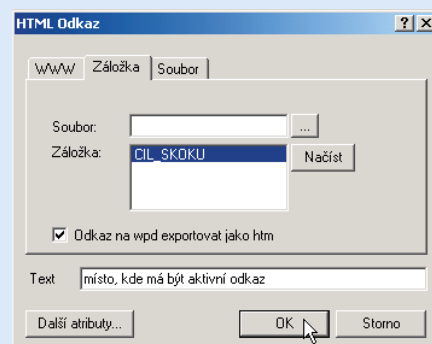 HTML Odkaz
WWW Záložka Soubor
Soubor: ...
Záložka: CIL_SKOKU Načíst
Odkaz na wpd exportovat jako htm
Text místo, kde má být aktivní odkaz
Další atributy... OK Storno